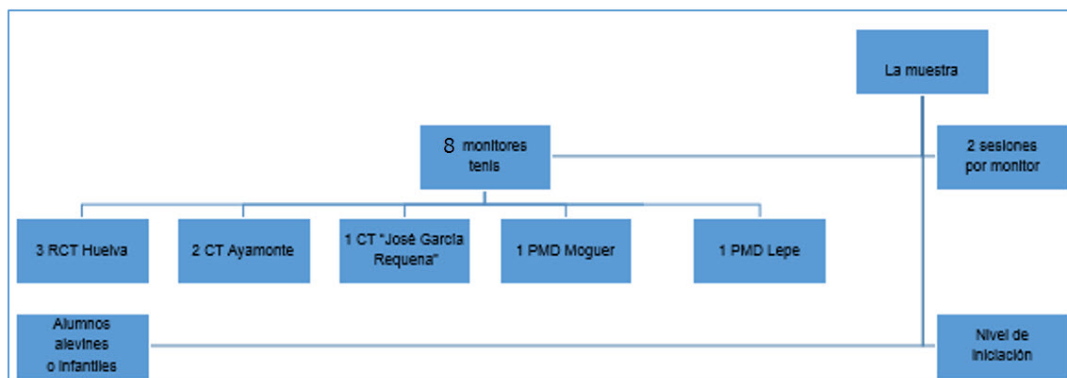 La muestra
8 monitores
tenis
2 sesiones
por monitor
3 RCT Huelva
2 CT Ayamonte
1 CT "José García
Requena"
1 PMD Moguer
1 PMD Lepe
Alumnos
alevines
o infantiles
Nivel de
iniciación